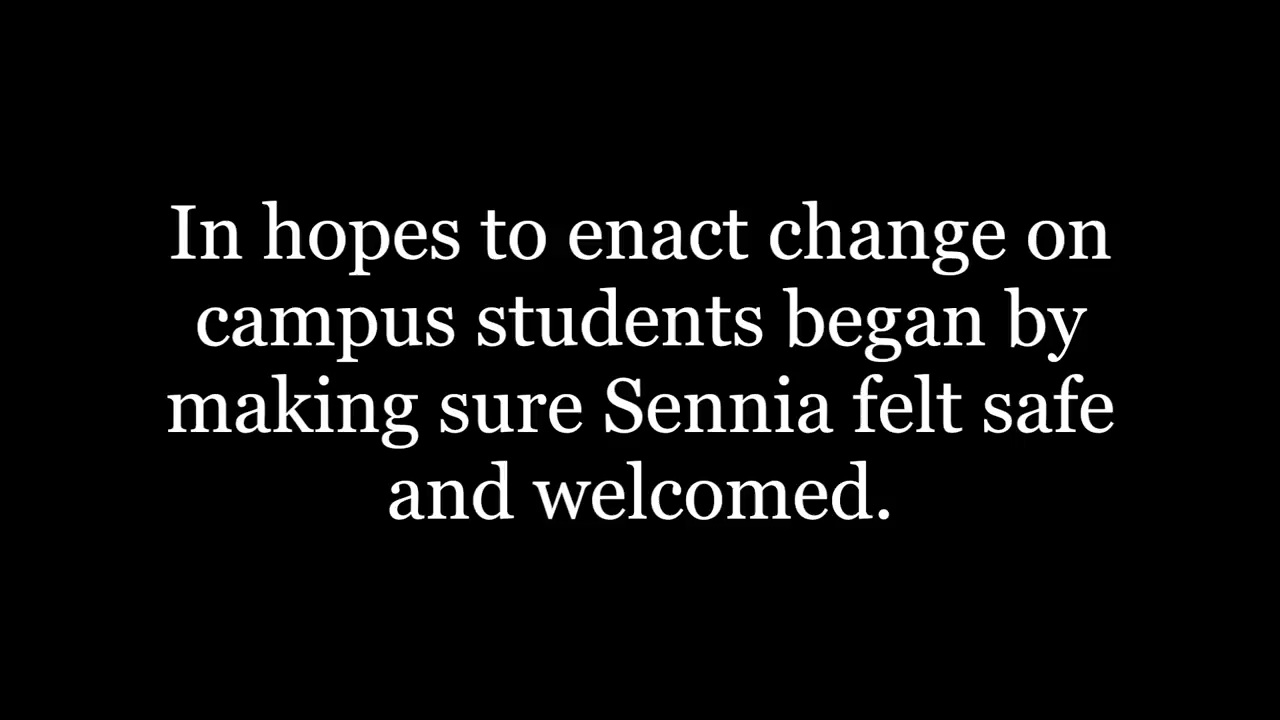 In hopes to enact change on
campus students began by
making sure Sennia felt safe
and welcomed.